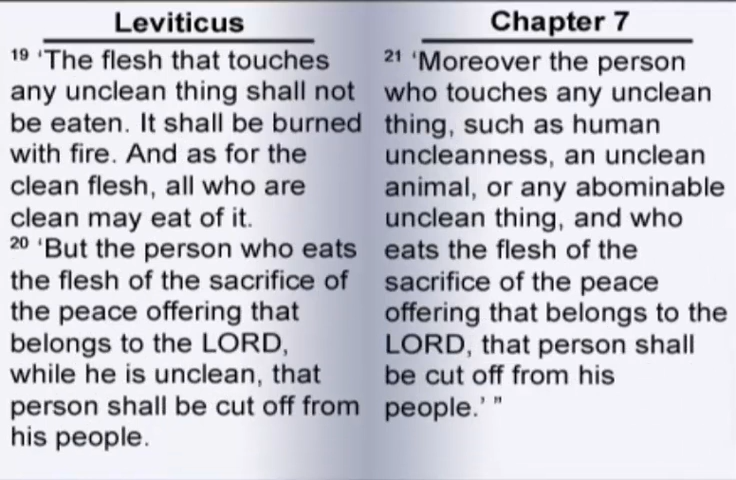 Leviticus
¹⁹ ‘The flesh that touches
any unclean thing shall not
be eaten. It shall be burned
with fire. And as for the
clean flesh, all who are
clean may eat of it.
²⁰ ‘But the person who eats
the flesh of the sacrifice of
the peace offering that
belongs to the LORD,
while he is unclean, that
person shall be cut off from
his people.
Chapter 7
²¹ ‘Moreover the person
who touches any unclean
thing, such as human
uncleanness, an unclean
animal, or any abominable
unclean thing, and who
eats the flesh of the
sacrifice of the peace
offering that belongs to the
LORD, that person shall
be cut off from his
people.’ ”